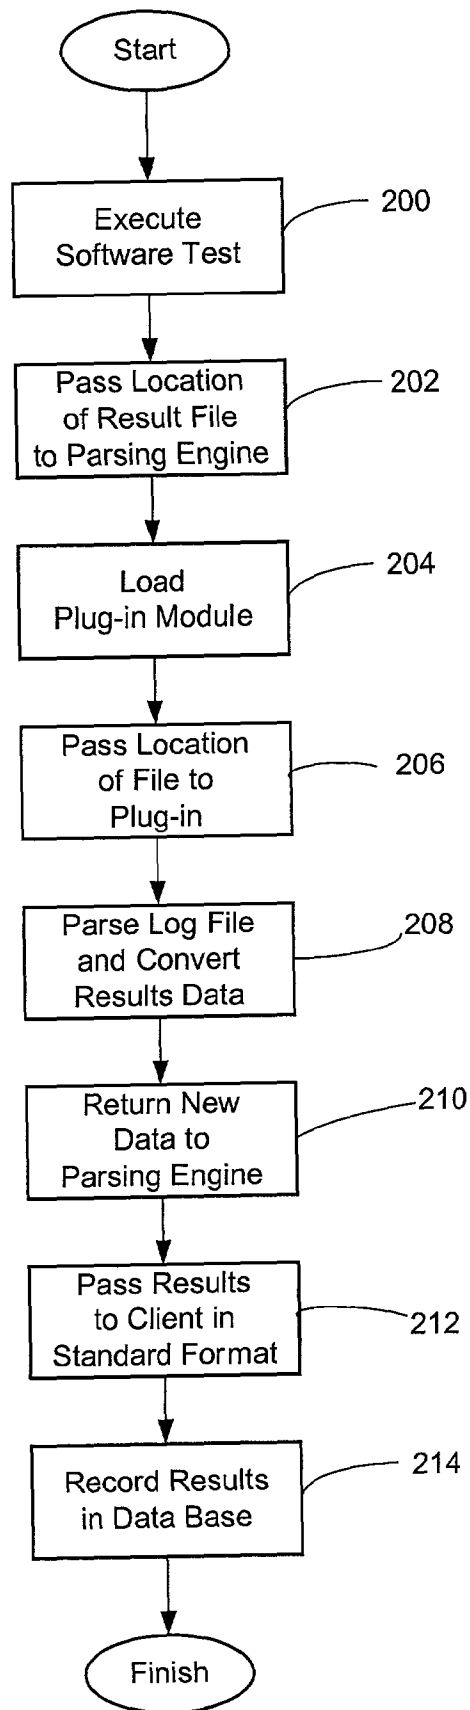 Start
Execute
Software Test
200
Pass Location
of Result File
to Parsing Engine
202
Load
Plug-in Module
204
Pass Location
of File to
Plug-in
206
Parse Log File
and Convert
Results Data
208
Return New
Data to
Parsing Engine
210
Pass Results
to Client in
Standard Format
212
Record Results
in Data Base
214
Finish